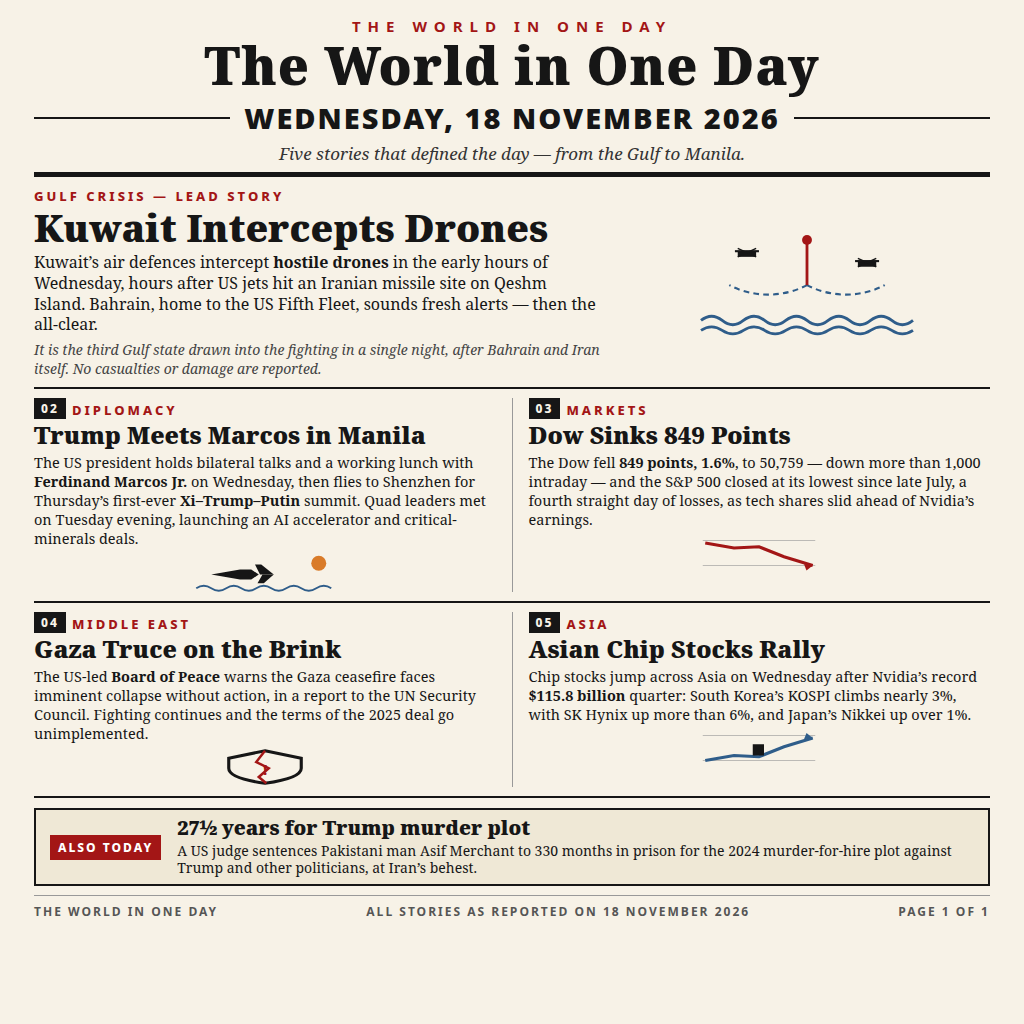 THE WORLD IN ONE DAY
The World in One Day
WEDNESDAY, 18 NOVEMBER 2026
Five stories that defined the day — from the Gulf to Manila.
GULF CRISIS — LEAD STORY
Kuwait Intercepts Drones
Kuwait’s air defences intercept hostile drones in the early hours of
Wednesday, hours after US jets hit an Iranian missile site on Qeshm
Island. Bahrain, home to the US Fifth Fleet, sounds fresh alerts — then the
all-clear.
It is the third Gulf state drawn into the fighting in a single night, after Bahrain and Iran
itself. No casualties or damage are reported.
02 DIPLOMACY
Trump Meets Marcos in Manila
The US president holds bilateral talks and a working lunch with
Ferdinand Marcos Jr. on Wednesday, then flies to Shenzhen for
Thursday’s first-ever Xi–Trump–Putin summit. Quad leaders met
on Tuesday evening, launching an AI accelerator and critical-
minerals deals.
03 MARKETS
Dow Sinks 849 Points
The Dow fell 849 points, 1.6%, to 50,759 — down more than 1,000
intraday — and the S&P 500 closed at its lowest since late July, a
fourth straight day of losses, as tech shares slid ahead of Nvidia’s
earnings.
04 MIDDLE EAST
Gaza Truce on the Brink
The US-led Board of Peace warns the Gaza ceasefire faces
imminent collapse without action, in a report to the UN Security
Council. Fighting continues and the terms of the 2025 deal go
unimplemented.
05 ASIA
Asian Chip Stocks Rally
Chip stocks jump across Asia on Wednesday after Nvidia’s record
$115.8 billion quarter: South Korea’s KOSPI climbs nearly 3%,
with SK Hynix up more than 6%, and Japan’s Nikkei up over 1%.
ALSO TODAY
27½ years for Trump murder plot
A US judge sentences Pakistani man Asif Merchant to 330 months in prison for the 2024 murder-for-hire plot against
Trump and other politicians, at Iran’s behest.
THE WORLD IN ONE DAY
ALL STORIES AS REPORTED ON 18 NOVEMBER 2026
PAGE 1 OF 1